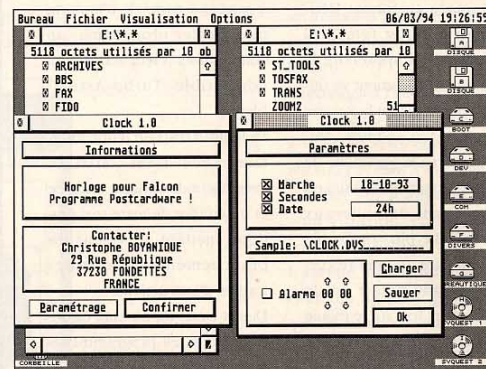 Bureau Fichier Visualisation Options 06/03/94 19:26:55
E:\*.*
5118 octets utilisés par 10 ob
ARCHIVES
BBS
FAX
FIDO
E:\*.*
5118 octets utilisés par 10
ST_TOOLS
TOSFAX
TRANS
ZOOM2 51
Clock 1.0
Informations
Horloge pour Falcon
Programme Postcardware !
Contacter:
Christophe BOYANIQUE
29 Rue République
37230 FONDETTES
FRANCE
Paramétrage Confirmer
Clock 1.0
Paramètres
Marche 18-10-93
Secondes
Date 24h
Sample: \CLOCK.DVS
Charger
Alarme 00 00
Sauver
Ok
A
DISQUE
B
DISQUE
C
BOOT
D
DEV
E
COM
F
DIVERS
G
BREAUTIQUE
H
SYQUEST 1
SYQUEST 2
CORBEILLE